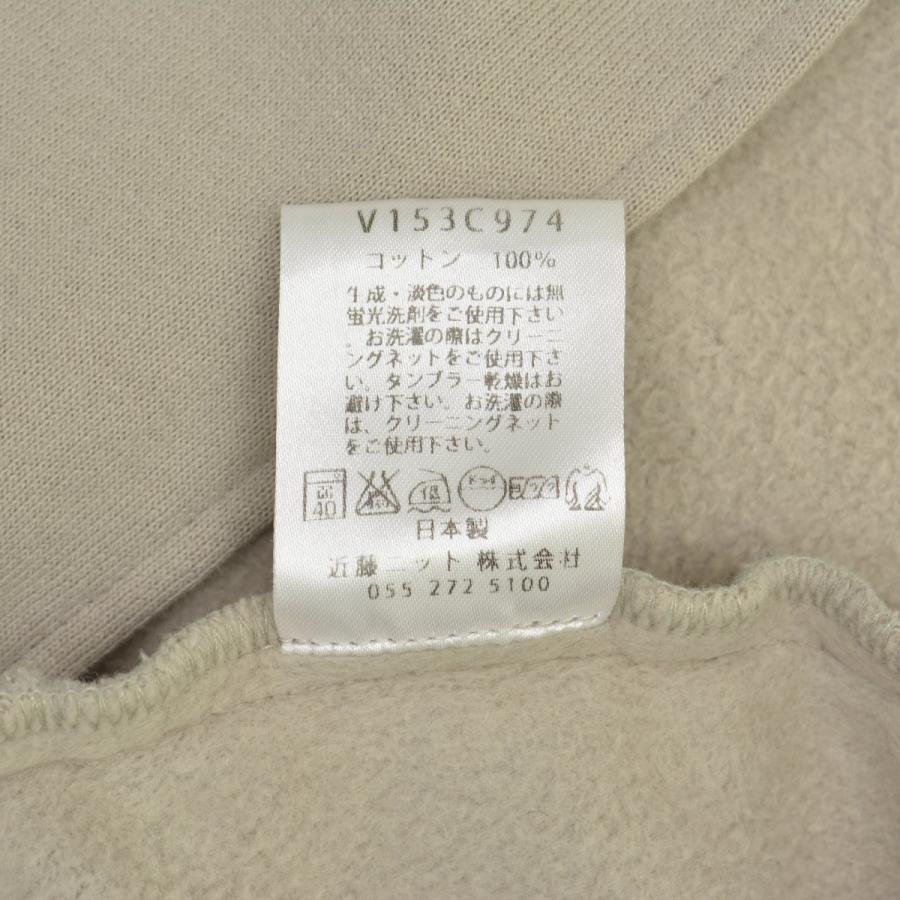 V153C974
コットン 100%
生成・淡色のものには無
蛍光洗剤をご使用下さい
。お洗濯の際はクリーニ
ングネットをご使用下さ
い。タンブラー乾燥はお
避け下さい。お洗濯の際
は、クリーニングネット
をご使用下さい。
40
日本製
近藤ニット 株式会社
055 272 5100